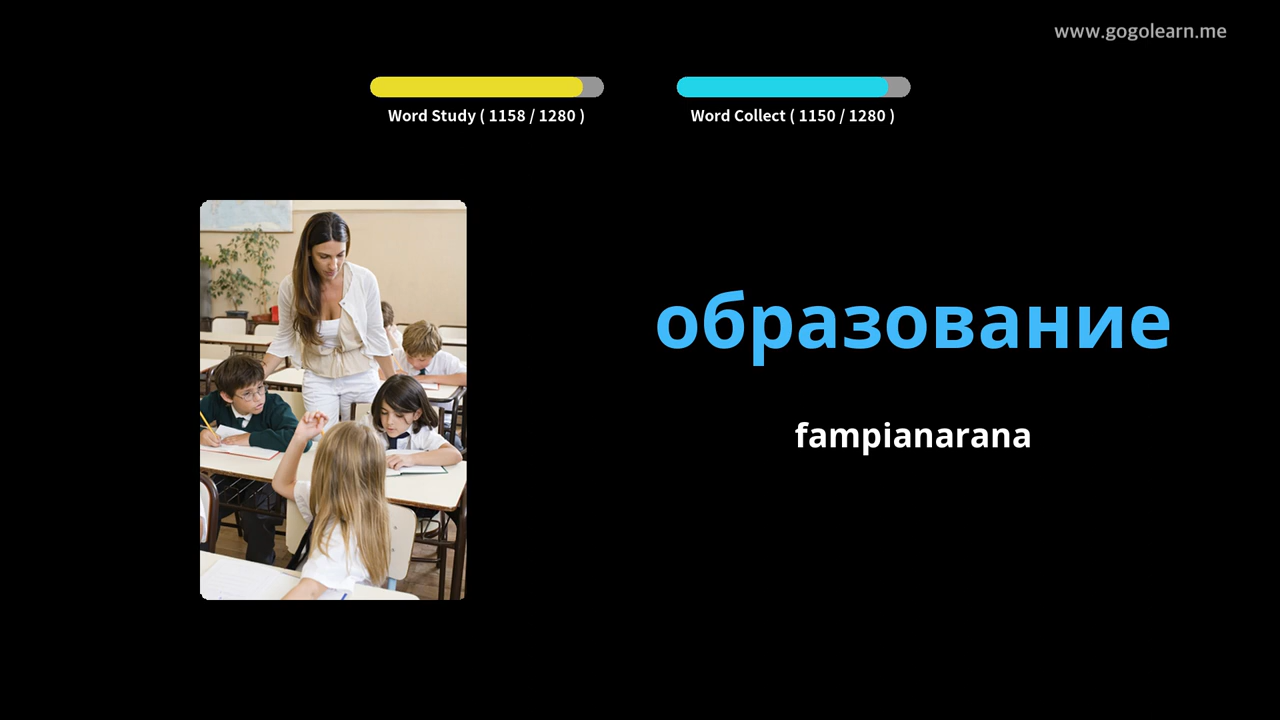 www.gogolearn.me
Word Study ( 1158 / 1280 )
Word Collect ( 1150 / 1280 )
образование
fampianarana